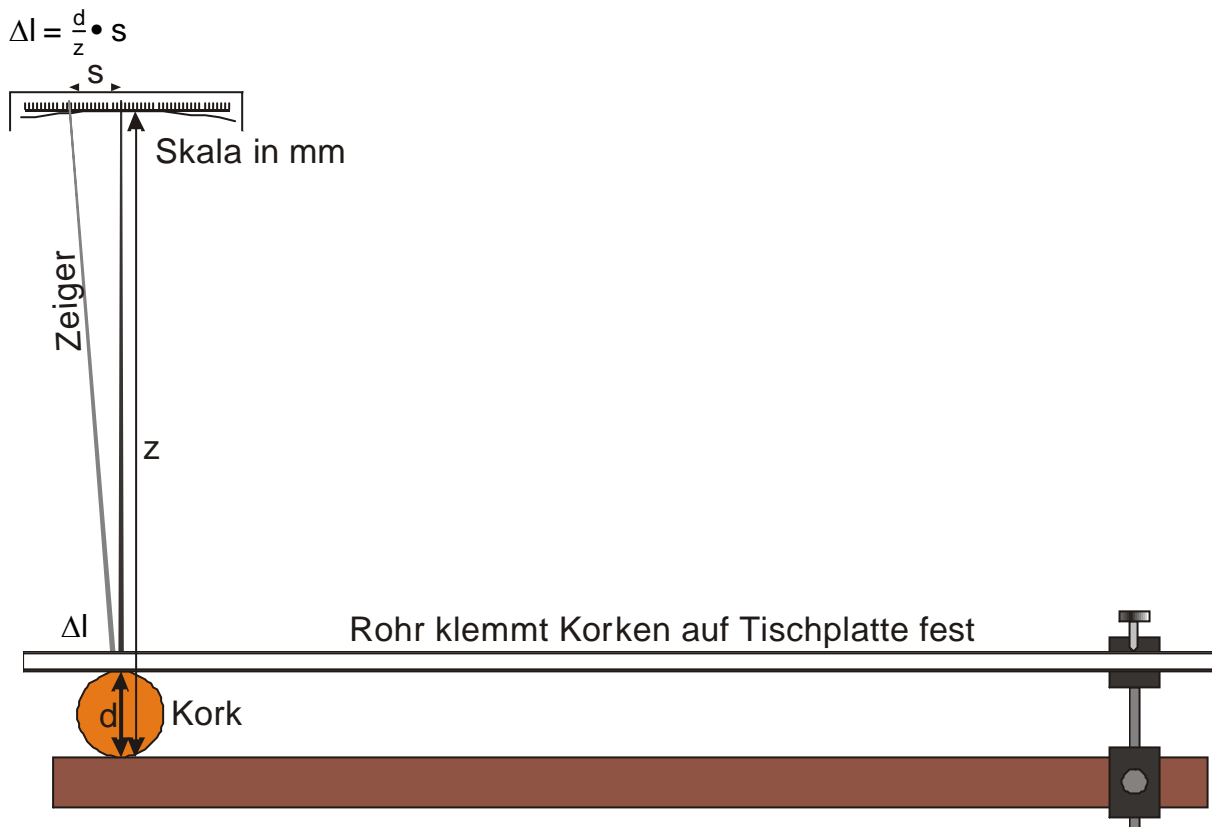 Δl = d/z • s
s
Skala in mm
Zeiger
z
Δl
Rohr klemmt Korken auf Tischplatte fest
d
Kork